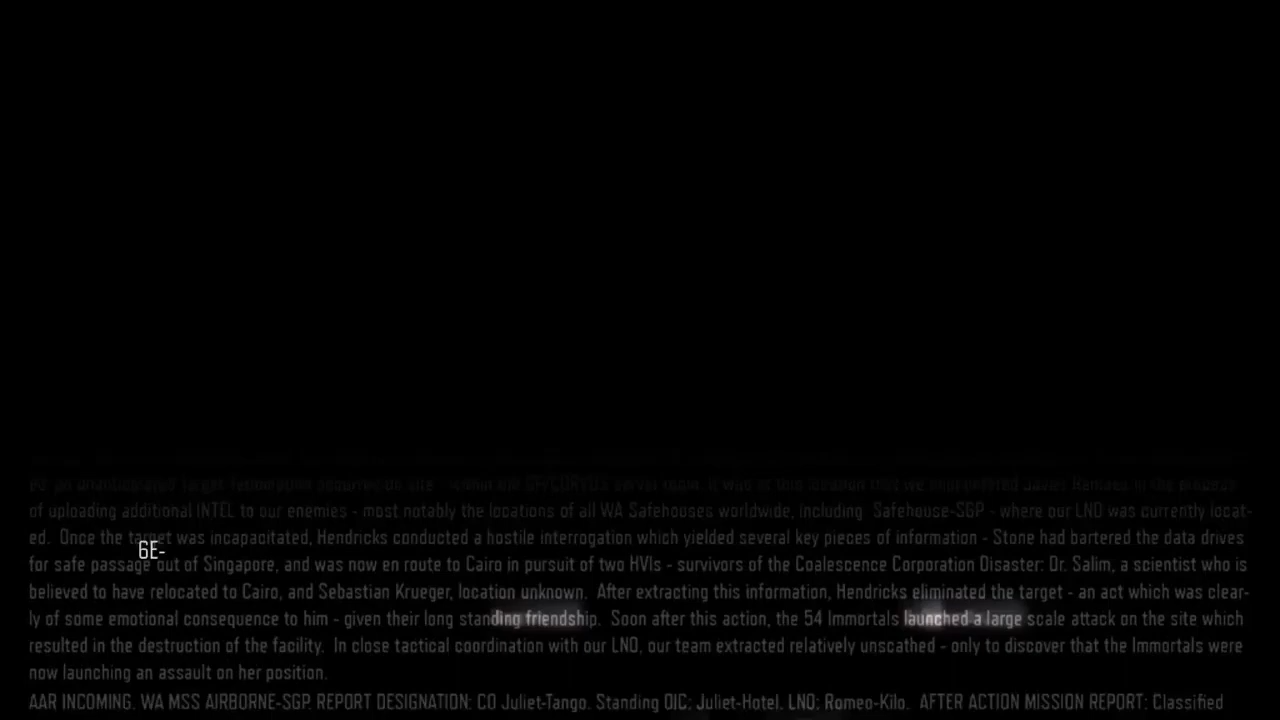 of uploading additional INTEL to our enemies - most notably the locations of all WA Safehouses worldwide, including Safehouse-SGP - where our LNO was currently locat-
ed. Once the target was incapacitated, Hendricks conducted a hostile interrogation which yielded several key pieces of information - Stone had bartered the data drives
6E-
for safe passage out of Singapore, and was now en route to Cairo in pursuit of two HVIs - survivors of the Coalescence Corporation Disaster: Dr. Salim, a scientist who is
believed to have relocated to Cairo, and Sebastian Krueger, location unknown. After extracting this information, Hendricks eliminated the target - an act which was clear-
ly of some emotional consequence to him - given their long standing friendship. Soon after this action, the 54 Immortals launched a large scale attack on the site which
resulted in the destruction of the facility. In close tactical coordination with our LNO, our team extracted relatively unscathed - only to discover that the Immortals were
now launching an assault on her position.
AAR INCOMING. WA MSS AIRBORNE-SGP. REPORT DESIGNATION: CO Juliet-Tango. Standing OIC: Juliet-Hotel. LNO: Romeo-Kilo. AFTER ACTION MISSION REPORT: Classified